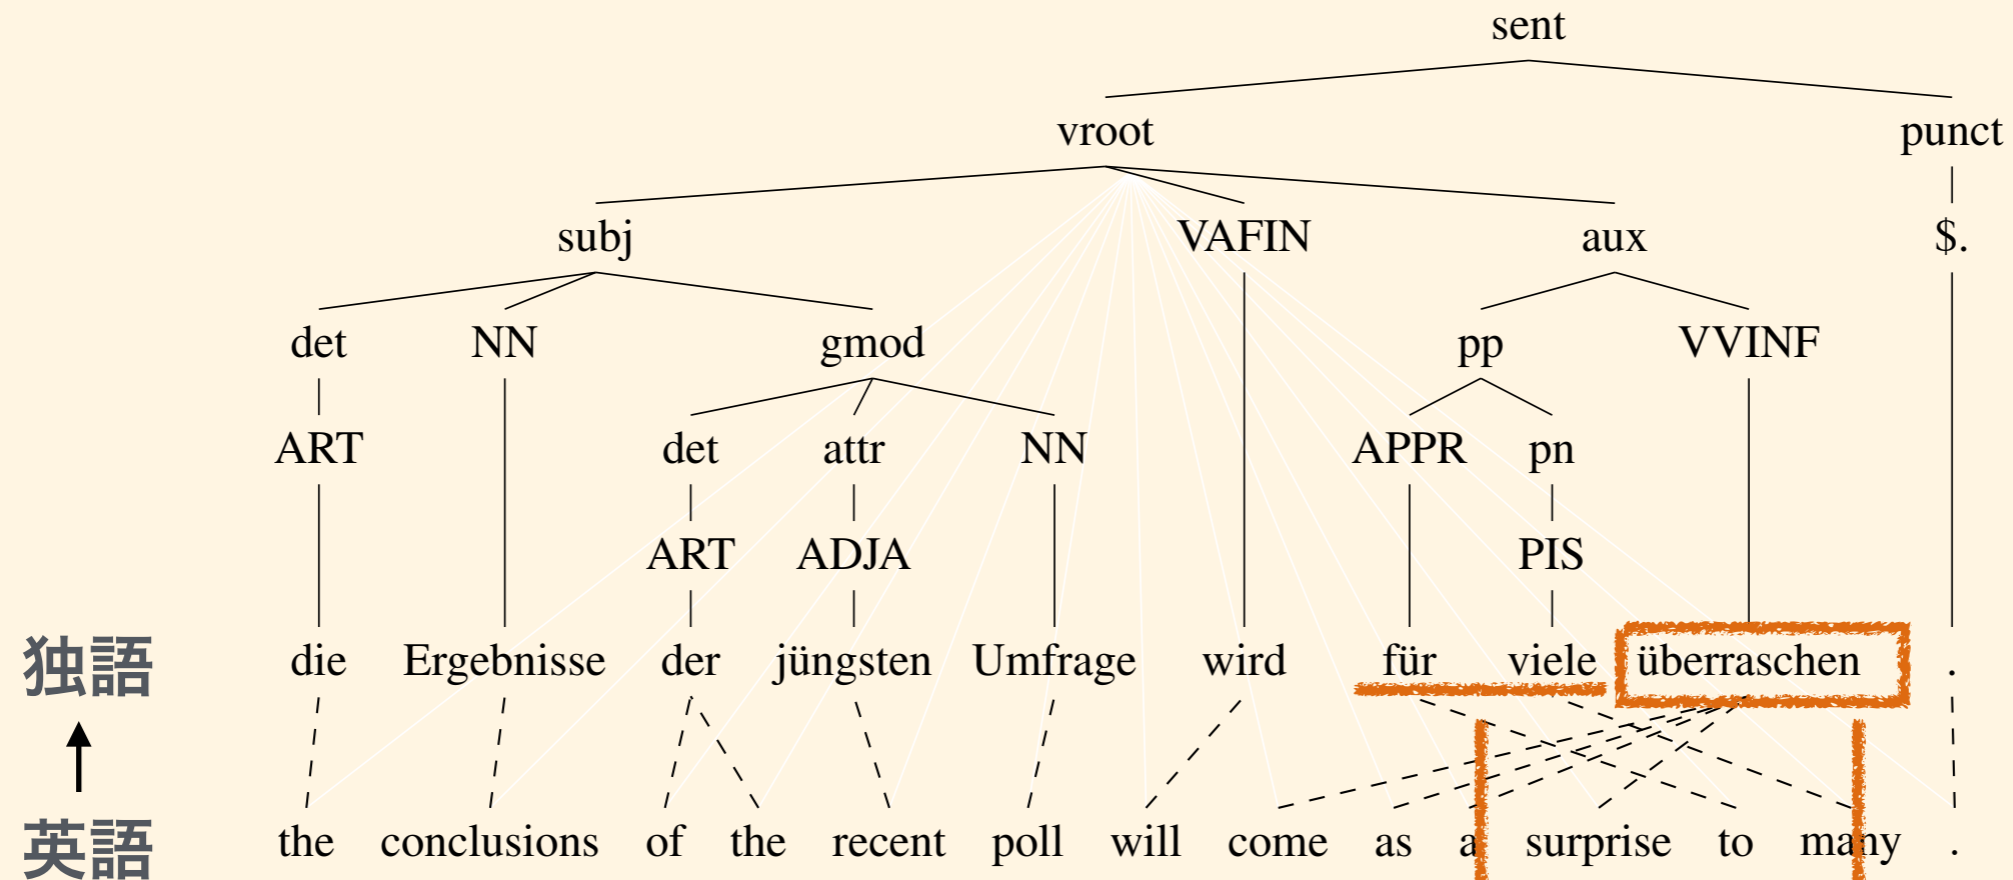 sent
vroot punct
subj VAFIN aux $.
det NN gmod pp VVINF
ART det attr NN APPR pn
ART ADJA PIS
独語 die Ergebnisse der jüngsten Umfrage wird für viele überraschen .
英語 the conclusions of the recent poll will come as a surprise to many .